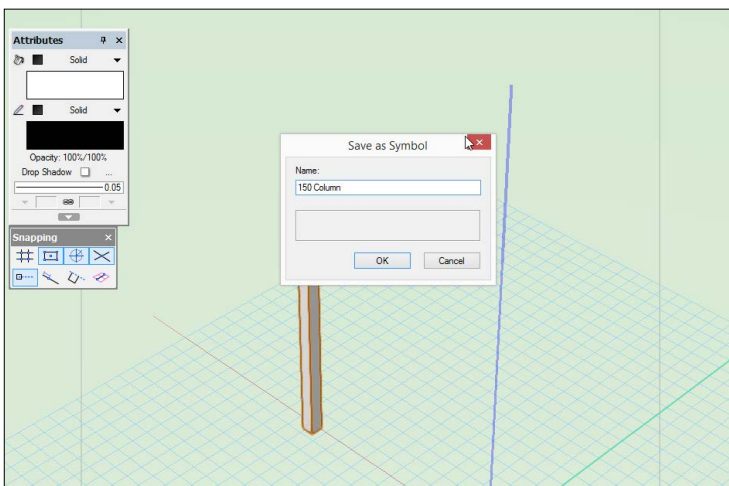 Attributes
Solid
Solid
Opacity: 100%/100%
Drop Shadow ...
0.05
Snapping
Save as Symbol
Name:
150 Column
OK Cancel